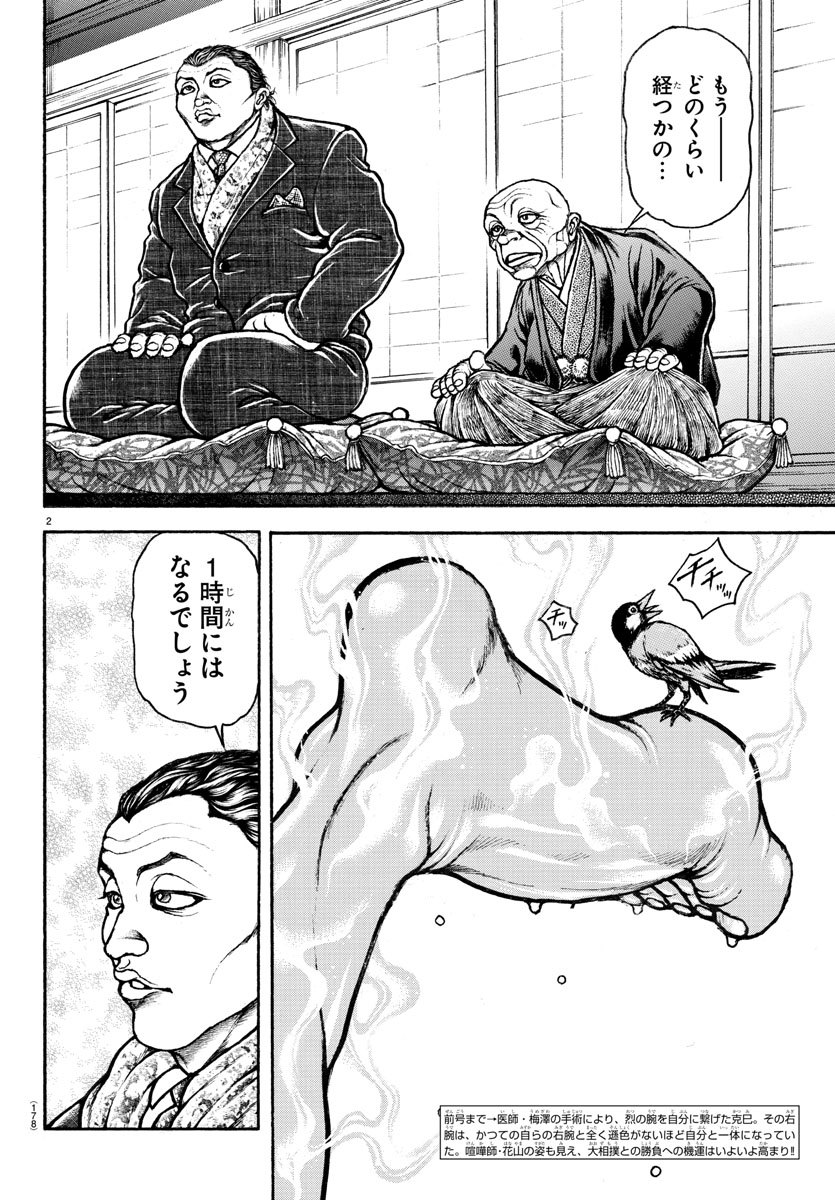 もう――
どのくらい
経つかの…
2
チチッ
チッ
1時間には
なるでしょう
前号まで→医師・梅澤の手術により、烈の腕を自分に繋げた克巳。その右
腕は、かつての自らの右腕と全く遜色がないほど自分と一体になってい
た。喧嘩師・花山の姿も見え、大相撲との勝負への機運はいよいよ高まり!!
(178)